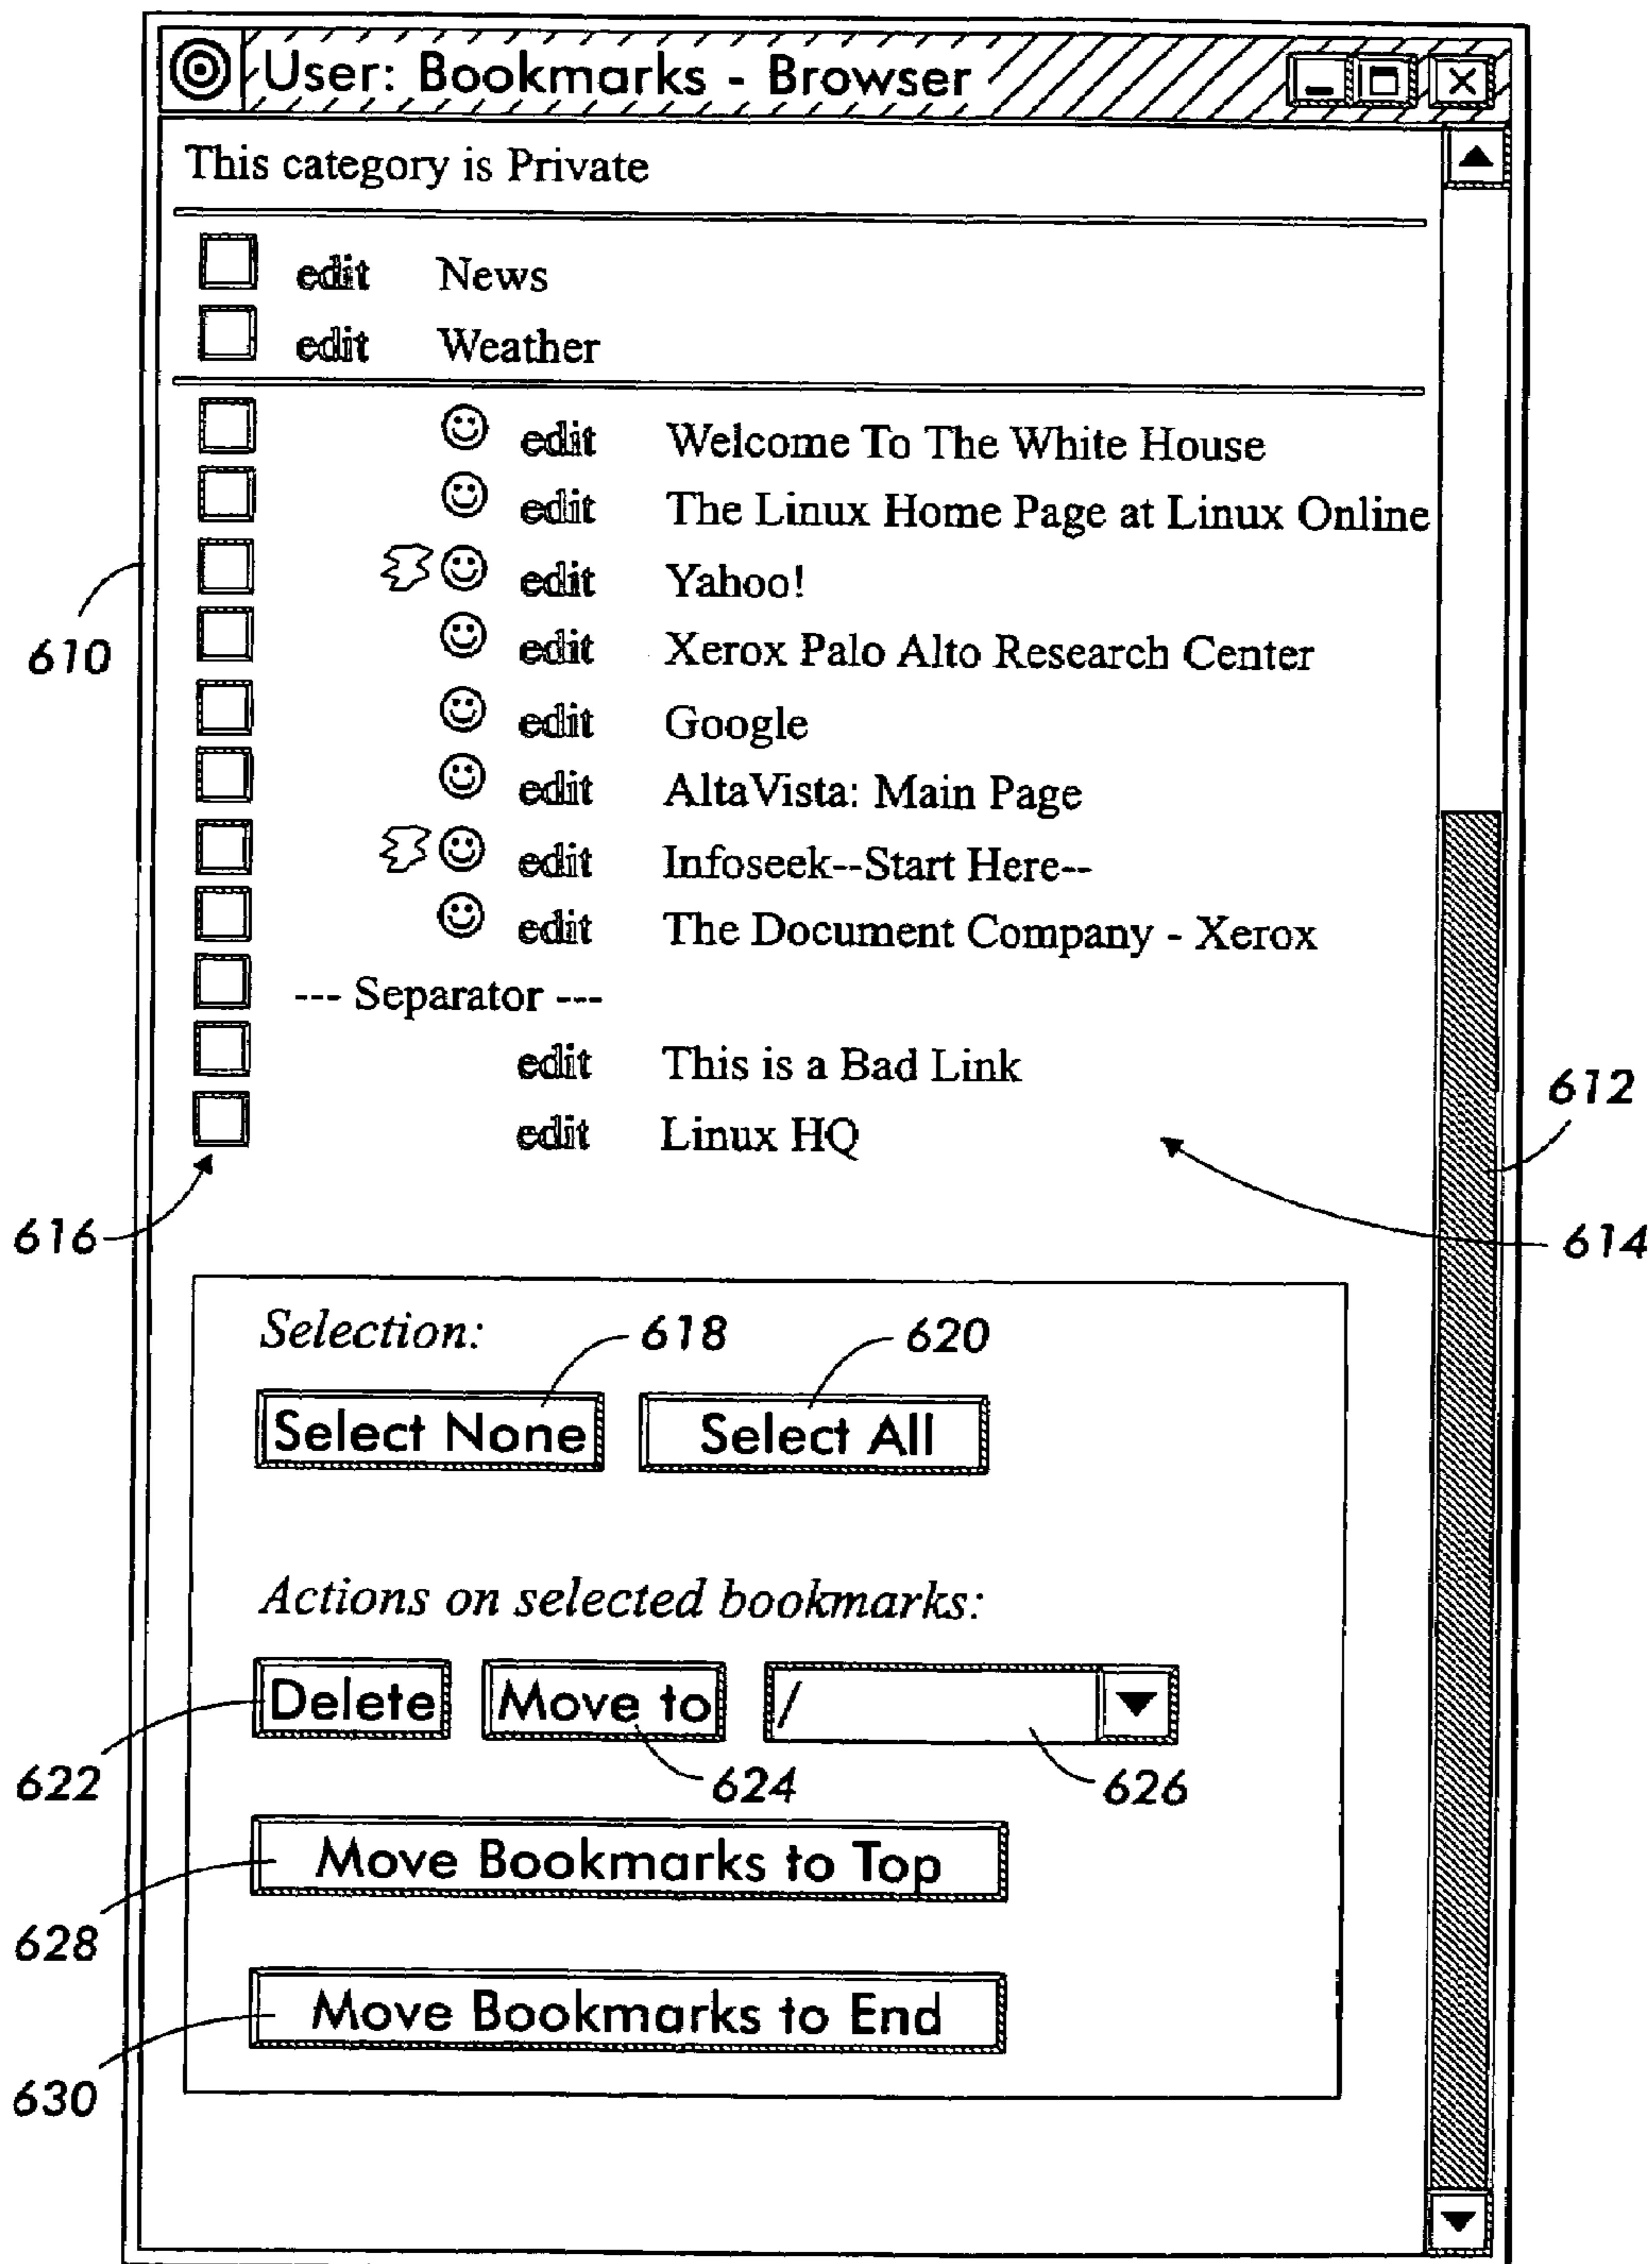 User: Bookmarks - Browser
This category is Private
edit News
edit Weather
edit Welcome To The White House
edit The Linux Home Page at Linux Online
edit Yahoo!
610
edit Xerox Palo Alto Research Center
edit Google
edit AltaVista: Main Page
edit Infoseek--Start Here--
edit The Document Company - Xerox
--- Separator ---
edit This is a Bad Link
612
edit Linux HQ
616
614
Selection: 618 620
Select None Select All
Actions on selected bookmarks:
Delete Move to /
622 624 626
Move Bookmarks to Top
628
Move Bookmarks to End
630